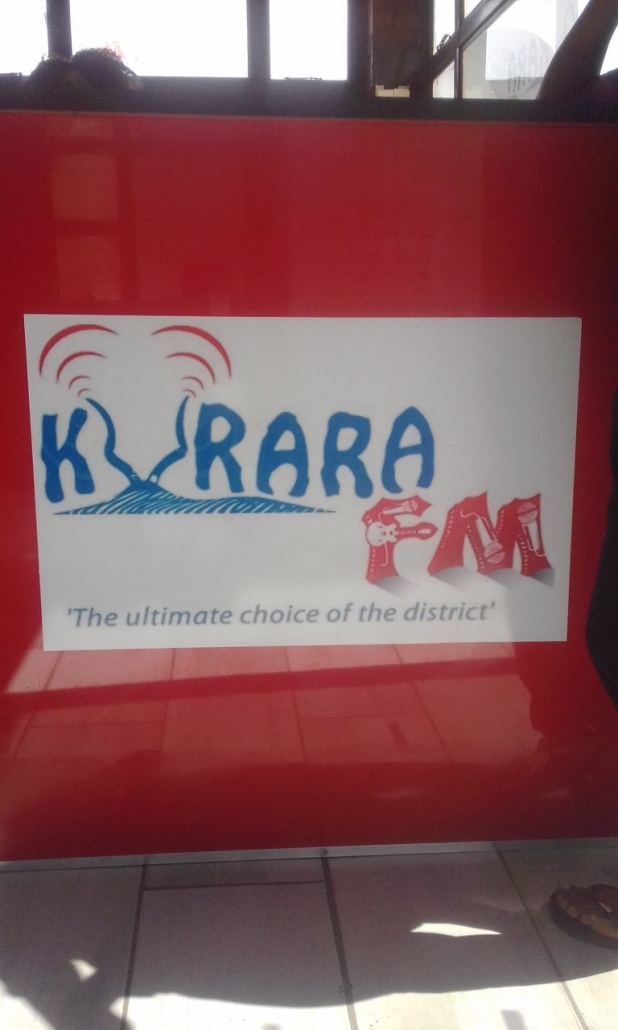 KURARA
FM
'The ultimate choice of the district'